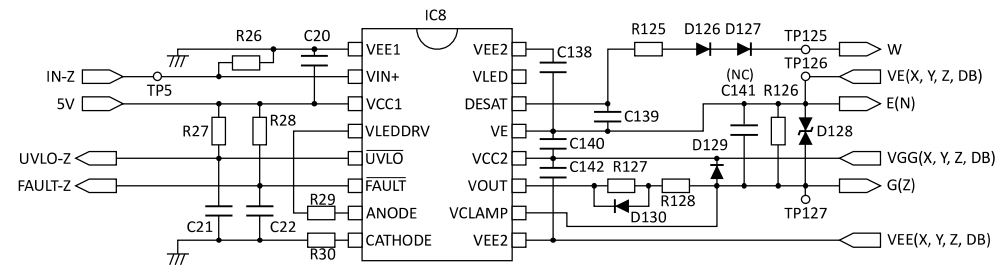 IC8
R26
C20
VEE1
VEE2
C138
R125
D126
D127
TP125
W
IN-Z
TP5
VIN+
VLED
TP126
VE(X, Y, Z, DB)
5V
VCC1
DESAT
C139
(NC)
C141
R126
E(N)
R27
R28
VLEDDRV
VE
C140
D128
UVLO-Z
UVLO
VCC2
C142
D129
VGG(X, Y, Z, DB)
FAULT-Z
FAULT
VOUT
R127
R128
G(Z)
C21
C22
R29
ANODE
VCLAMP
D130
TP127
R30
CATHODE
VEE2
VEE(X, Y, Z, DB)